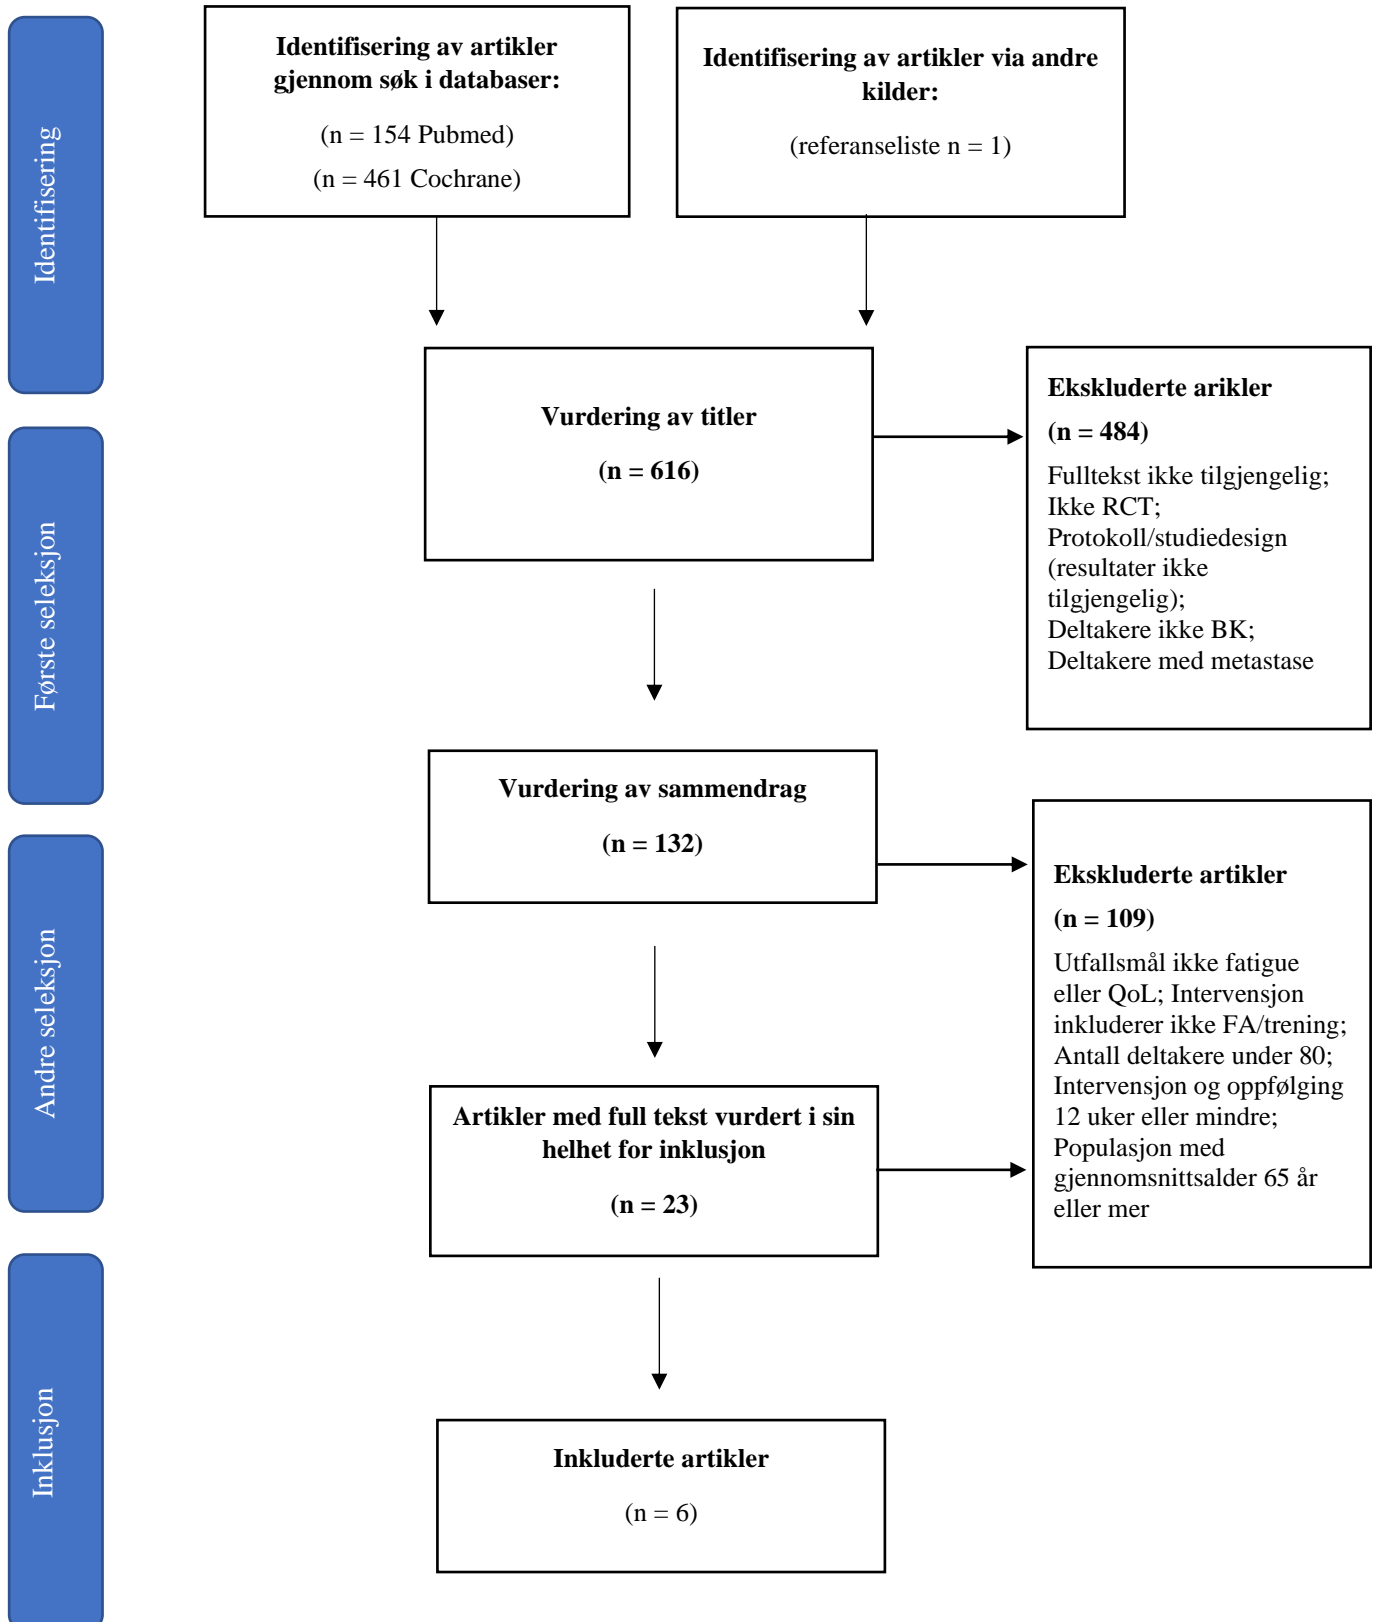 Identifisering
Identifisering av artikler
gjennom søk i databaser:
(n = 154 Pubmed)
(n = 461 Cochrane)
Identifisering av artikler via andre
kilder:
(referanseliste n = 1)
Første seleksjon
Vurdering av titler
(n = 616)
Ekskluderte arikler
(n = 484)
Fulltekst ikke tilgjengelig;
Ikke RCT;
Protokoll/studiedesign
(resultater ikke
tilgjengelig);
Deltakere ikke BK;
Deltakere med metastase
Andre seleksjon
Vurdering av sammendrag
(n = 132)
Ekskluderte artikler
(n = 109)
Utfallsmål ikke fatigue
eller QoL; Intervensjon
inkluderer ikke FA/trening;
Antall deltakere under 80;
Intervensjon og oppfølging
12 uker eller mindre;
Populasjon med
gjennomsnittsalder 65 år
eller mer
Artikler med full tekst vurdert i sin
helhet for inklusjon
(n = 23)
Inklusjon
Inkluderte artikler
(n = 6)